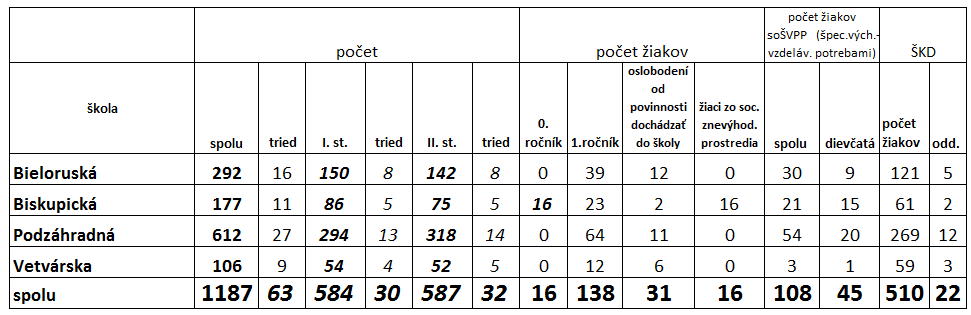 počet žiakov
soŠVPP (špec.vých.-
vzdeláv. potrebami)
počet
počet žiakov
ŠKD
škola
spolu
tried
I. st.
tried
II. st.
tried
0.
ročník
1.ročník
oslobodení
od
povinnosti
dochádzať
do školy
žiaci zo soc.
znevýhod.
prostredia
spolu
dievčatá
počet
žiakov
odd.
Bieloruská 292 16 150 8 142 8 0 39 12 0 30 9 121 5
Biskupická 177 11 86 5 75 5 16 23 2 16 21 15 61 2
Podzáhradná 612 27 294 13 318 14 0 64 11 0 54 20 269 12
Vetvárska 106 9 54 4 52 5 0 12 6 0 3 1 59 3
spolu 1187 63 584 30 587 32 16 138 31 16 108 45 510 22